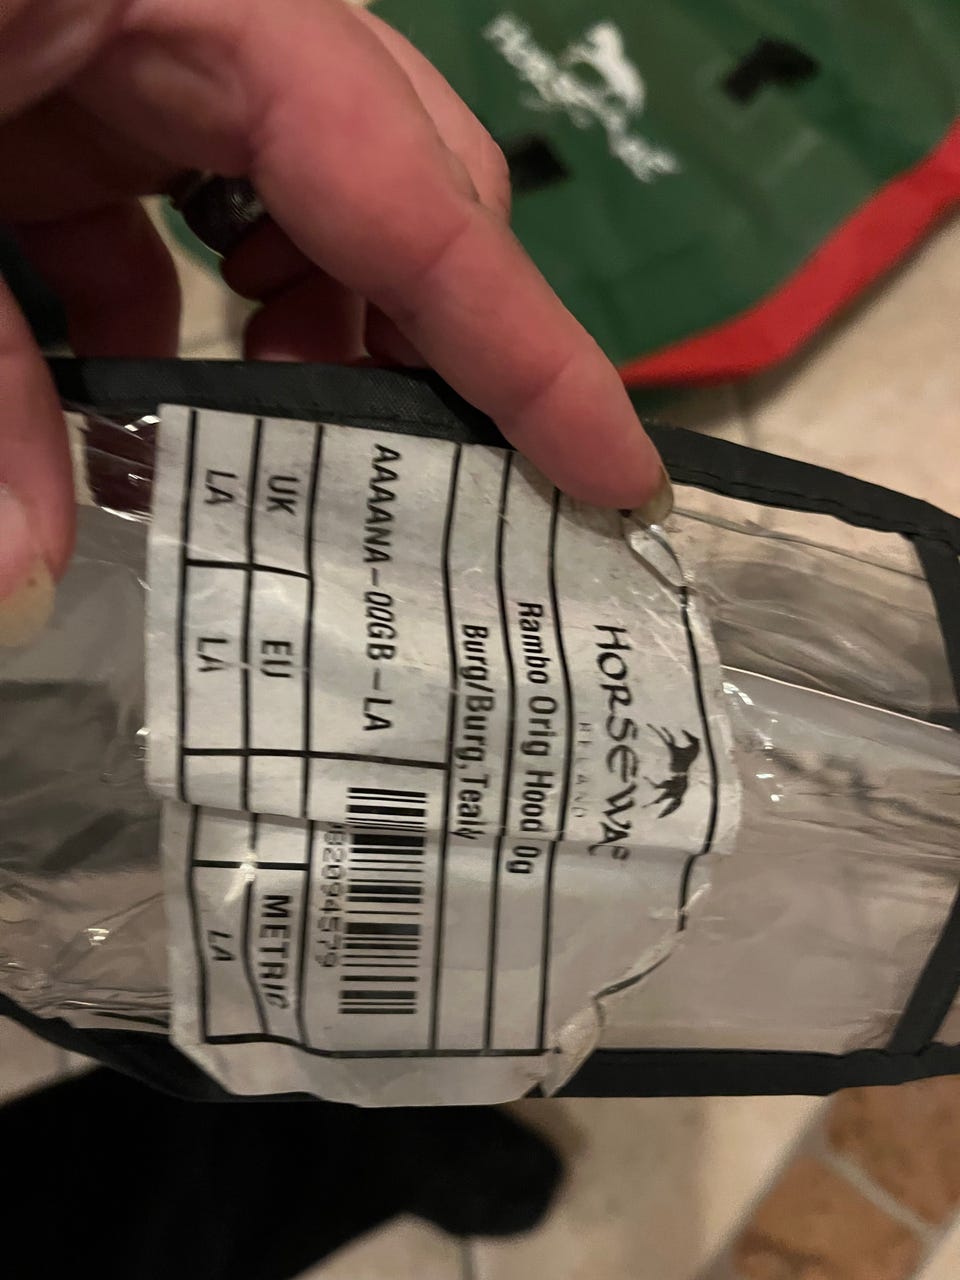 HORSEWARE
IRELAND
Rambo Orig Hood 0g
Burg/Burg,Teal&
AAAANA-00GB-LA
UK EU METRIC
LA LA LA